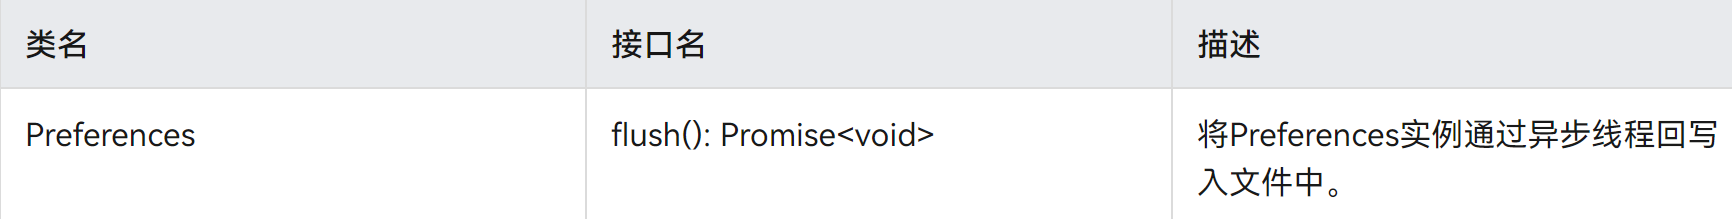 类名
接口名
描述
Preferences
flush(): Promise<void>
将Preferences实例通过异步线程回写
入文件中。